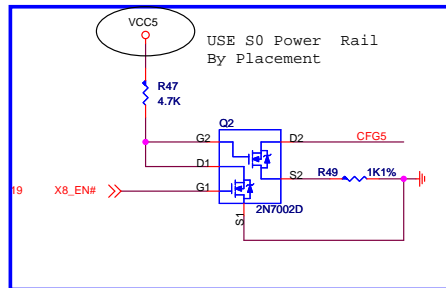 VCC5
USE S0 Power Rail
By Placement
R47
4.7K
Q2
G2
D2
CFG5
D1
S2
R49
1K1%
19
X8_EN#
G1
S1
2N7002D